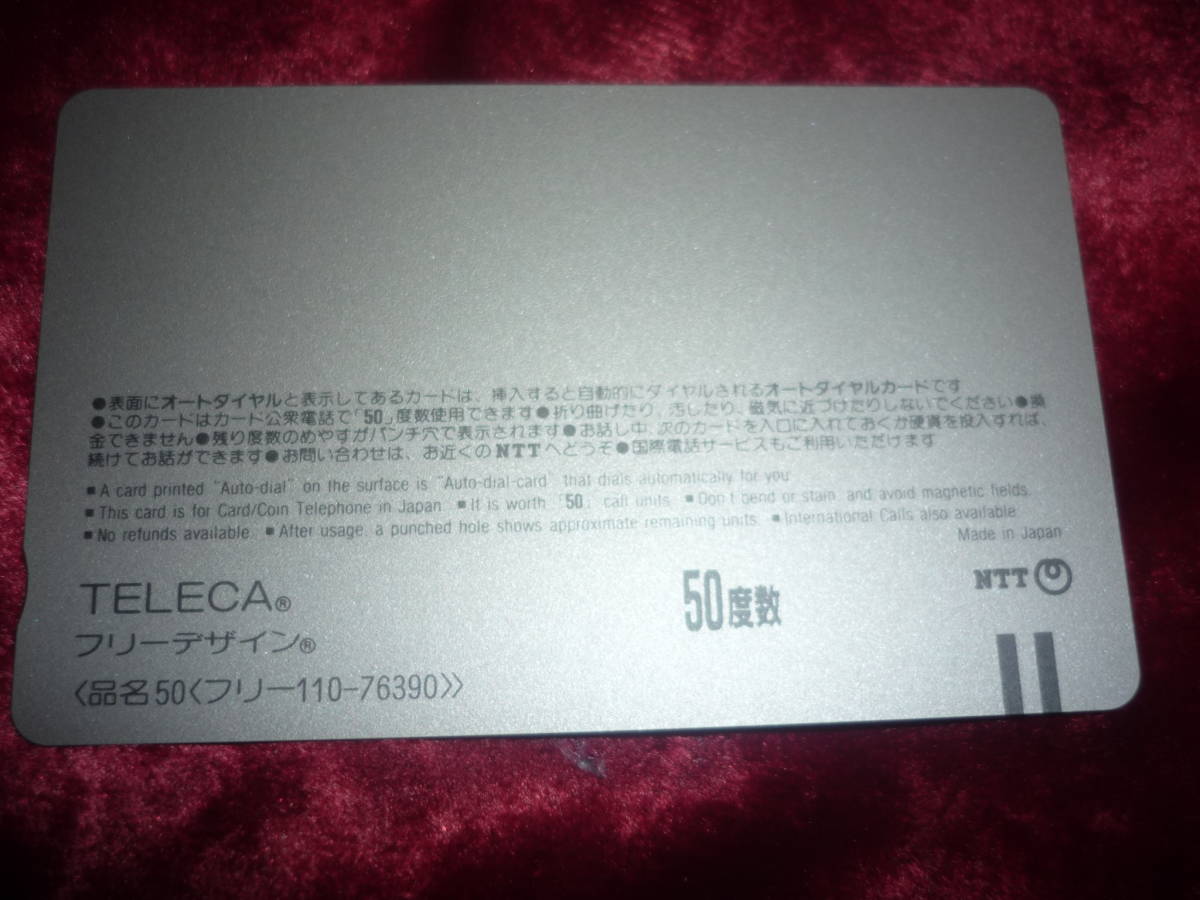 ●表面にオートダイヤルと表示してあるカードは、挿入すると自動的にダイヤルされるオートダイヤルカードです
●このカードはカード公衆電話で「50」度数使用できます●折り曲げたり、汚したり、磁気に近づけたりしないでください●換
金できません●残り度数のめやすがパンチ穴で表示されます●お話し中、次のカードを入口に入れておくか硬貨を投入すれば、
続けてお話ができます●お問い合わせは、お近くのNTTへどうぞ●国際電話サービスもご利用いただけます
■A card printed "Auto-dial" on the surface is "Auto-dial-card" that dials automatically for you
■This card is for Card/Coin Telephone in Japan. ■It is worth 「50」 call units. ■Don't bend or stain, and avoid magnetic fields.
■No refunds available. ■After usage, a punched hole shows approximate remaining units. ■International Calls also available.
Made in Japan
TELECA®
50度数
NTT
フリーデザイン®
〈品名50〈フリー110-76390〉〉